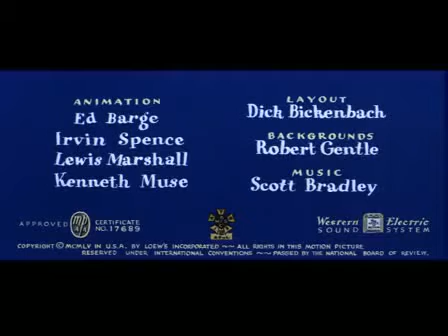 ANIMATION
Ed Barge
Irvin Spence
Lewis Marshall
Kenneth Muse
LAYOUT
Dick Bickenbach
BACKGROUNDS
Robert Gentle
MUSIC
Scott Bradley
APPROVED MPPDA CERTIFICATE NO. 17689
Western Electric
SOUND SYSTEM
COPYRIGHT © MCMLV IN U.S.A. BY LOEW'S INCORPORATED ~~ ALL RIGHTS IN THIS MOTION PICTURE
RESERVED UNDER INTERNATIONAL CONVENTIONS ~~ PASSED BY THE NATIONAL BOARD OF REVIEW.